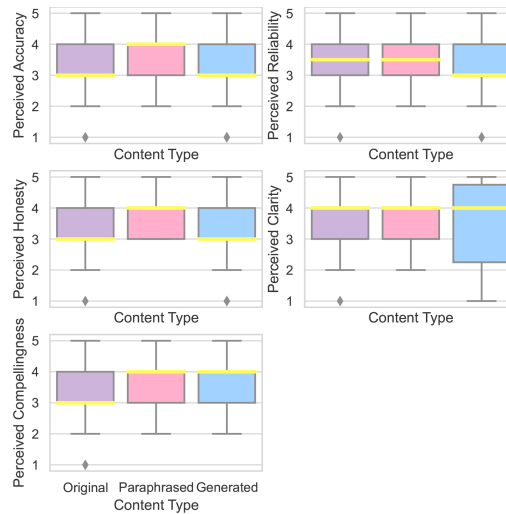 Perceived Accuracy
5
4
3
2
1
Content Type
Perceived Reliability
5
4
3
2
1
Content Type
Perceived Honesty
5
4
3
2
1
Content Type
Perceived Clarity
5
4
3
2
1
Content Type
Perceived Compellingness
5
4
3
2
1
Original Paraphrased Generated
Content Type